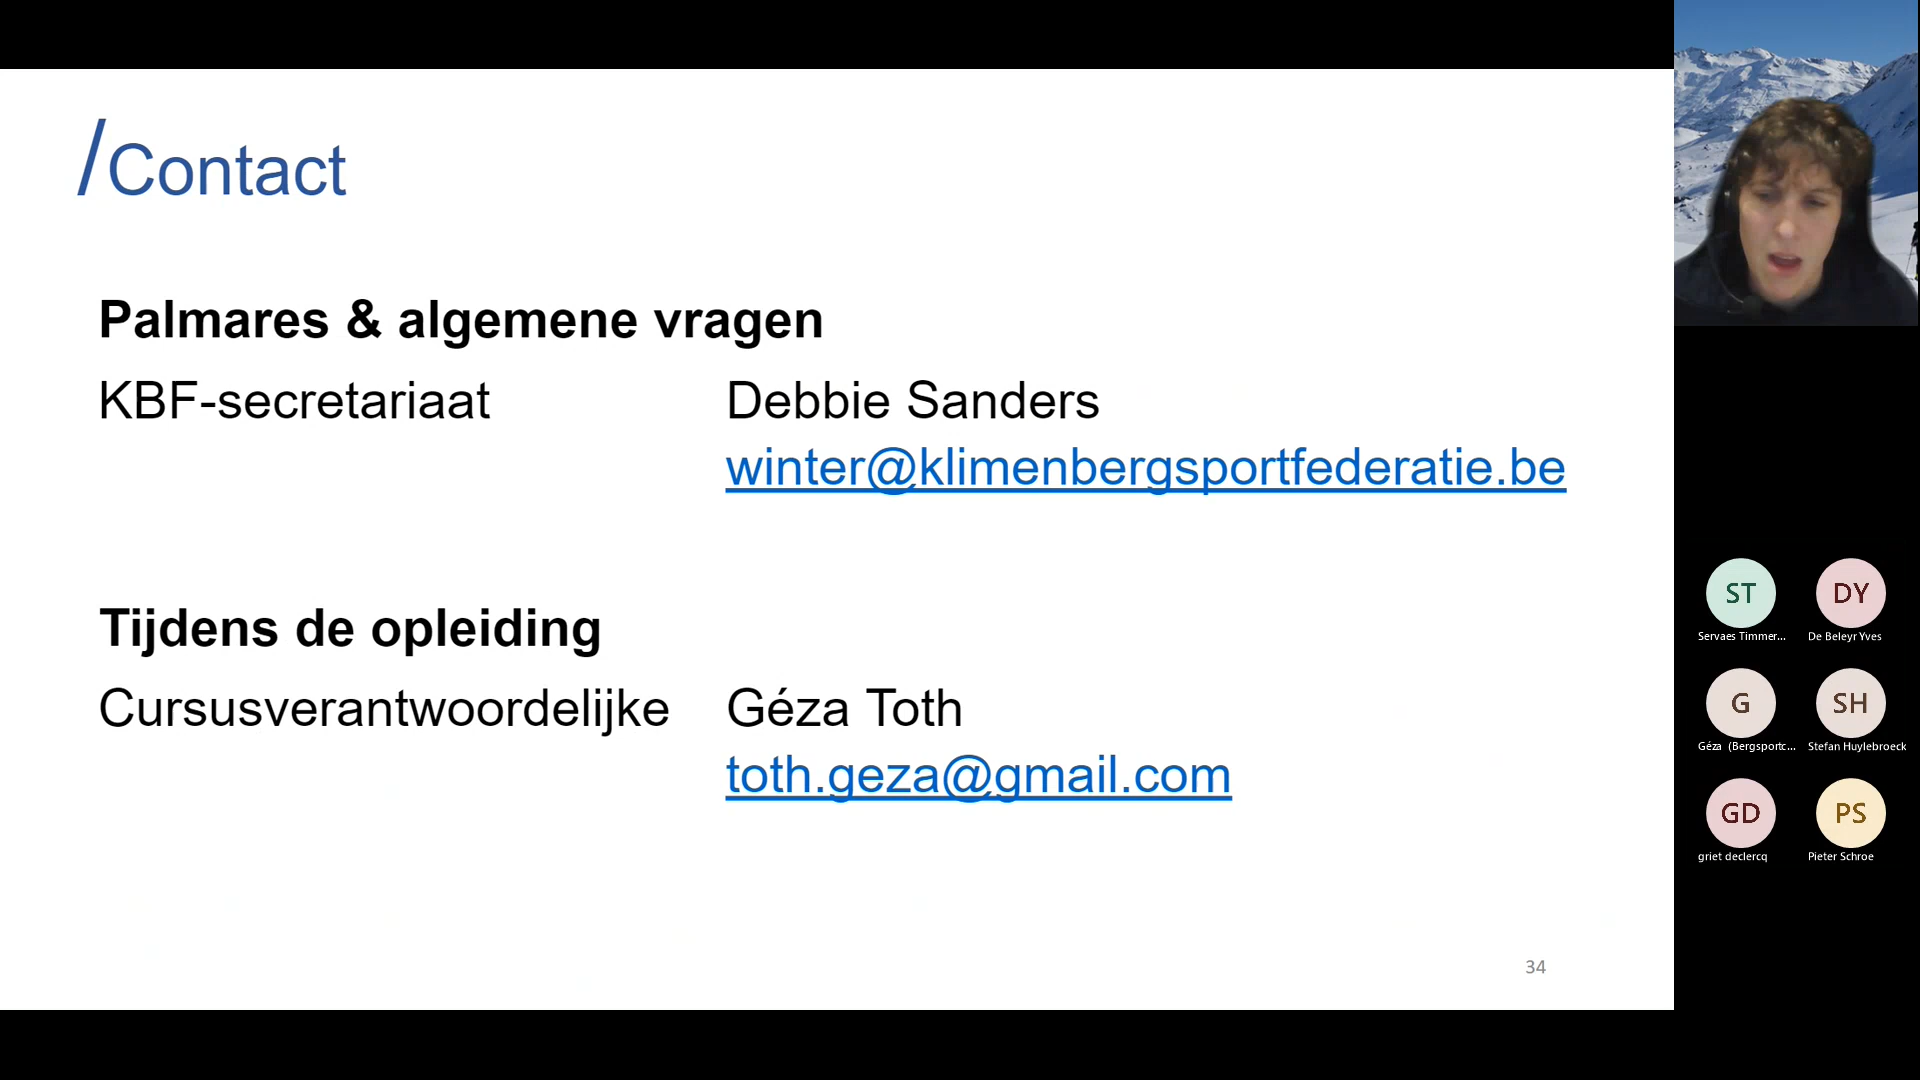 /Contact
Palmares & algemene vragen
KBF-secretariaat Debbie Sanders
winter@klimenbergsportfederatie.be
Tijdens de opleiding
Cursusverantwoordelijke Géza Toth
toth.geza@gmail.com
34
ST DY
Servaes Timmer... De Beleyr Yves
G SH
Géza (Bergsportc... Stefan Huylebroeck
GD PS
griet declercq Pieter Schroe